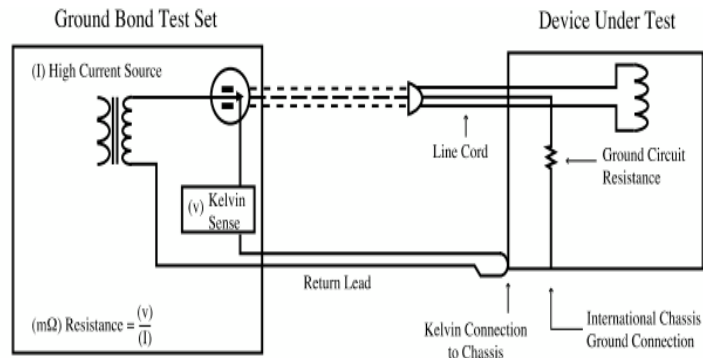 Ground Bond Test Set
Device Under Test
(I) High Current Source
Line Cord
Ground Circuit
Resistance
(v) Kelvin
Sense
Return Lead
(mΩ) Resistance = (v)
(I)
Kelvin Connection
to Chassis
International Chassis
Ground Connection